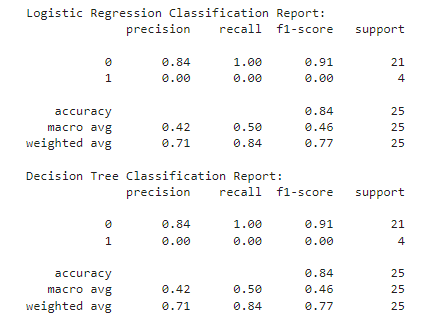 Logistic Regression Classification Report:
precision recall f1-score support
0 0.84 1.00 0.91 21
1 0.00 0.00 0.00 4
accuracy 0.84 25
macro avg 0.42 0.50 0.46 25
weighted avg 0.71 0.84 0.77 25
Decision Tree Classification Report:
precision recall f1-score support
0 0.84 1.00 0.91 21
1 0.00 0.00 0.00 4
accuracy 0.84 25
macro avg 0.42 0.50 0.46 25
weighted avg 0.71 0.84 0.77 25